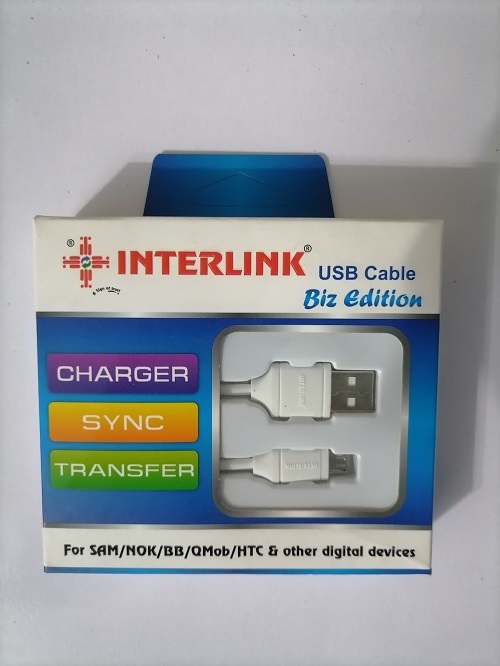 ® INTERLINK®
USB Cable
Biz Edition
CHARGER
SYNC
TRANSFER
For SAM/NOK/BB/QMob/HTC & other digital devices